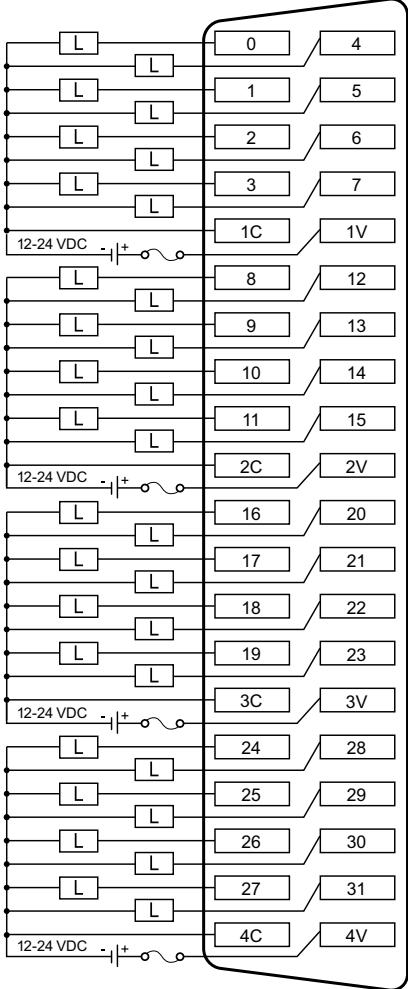 L 0 4
L
L 1 5
L
L 2 6
L
L 3 7
L
1C 1V
12-24 VDC - +
L 8 12
L
L 9 13
L
L 10 14
L
L 11 15
L
2C 2V
12-24 VDC - +
L 16 20
L
L 17 21
L
L 18 22
L
L 19 23
L
3C 3V
12-24 VDC - +
L 24 28
L
L 25 29
L
L 26 30
L
L 27 31
L
4C 4V
12-24 VDC - +